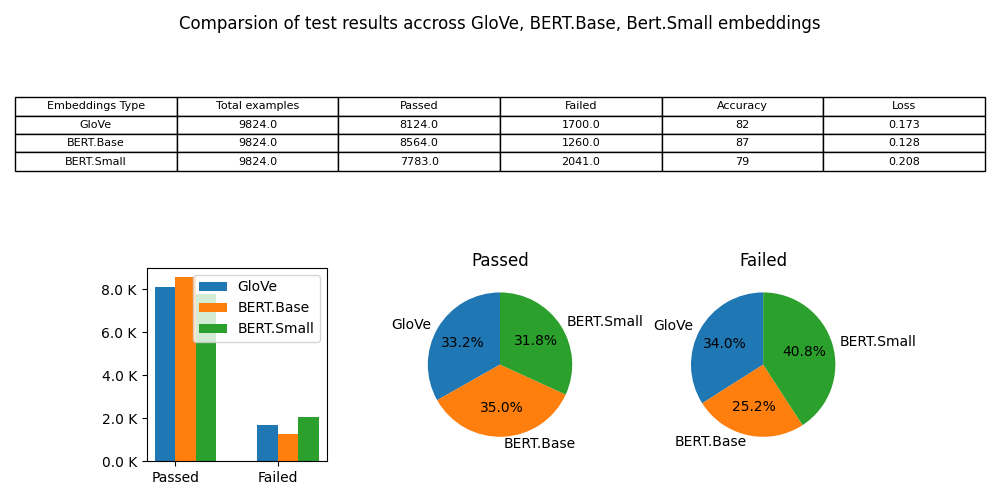 Comparsion of test results accross GloVe, BERT.Base, Bert.Small embeddings
Embeddings Type Total examples Passed Failed Accuracy Loss
GloVe 9824.0 8124.0 1700.0 82 0.173
BERT.Base 9824.0 8564.0 1260.0 87 0.128
BERT.Small 9824.0 7783.0 2041.0 79 0.208
8.0 K
6.0 K
4.0 K
2.0 K
0.0 K
Passed Failed
GloVe
BERT.Base
BERT.Small
Passed
GloVe
33.2%
BERT.Small
31.8%
35.0%
BERT.Base
Failed
GloVe
34.0%
BERT.Small
40.8%
25.2%
BERT.Base